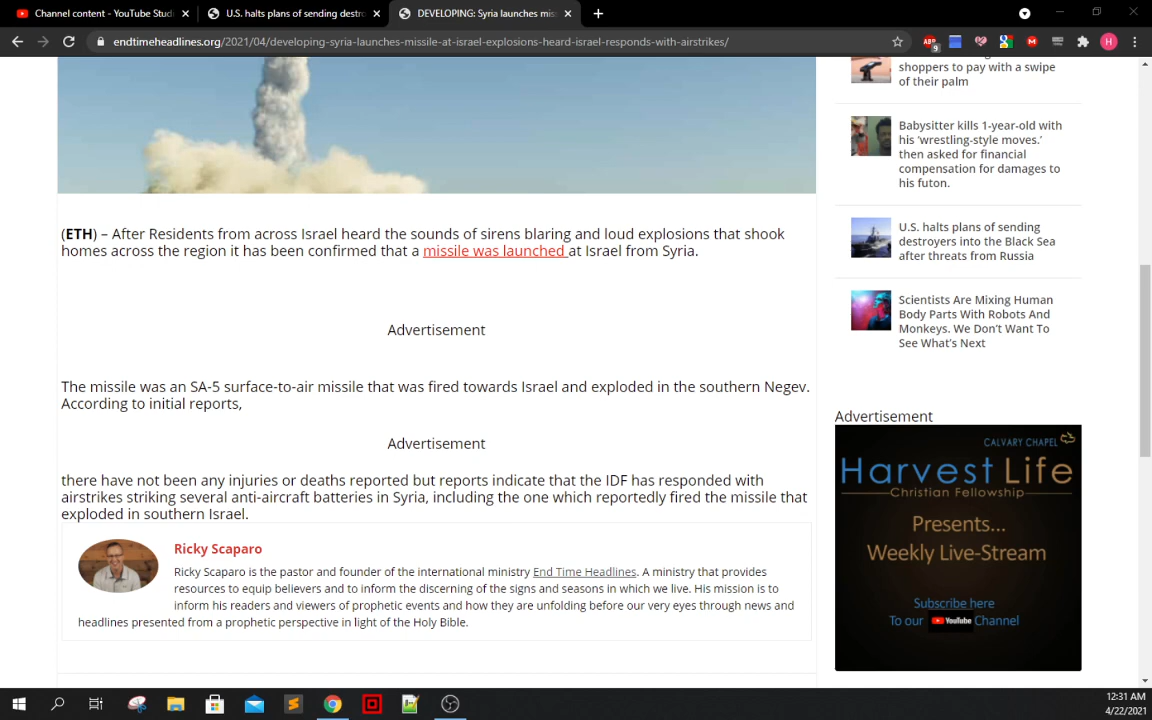 Channel content - YouTube Stud
U.S. halts plans of sending destro
DEVELOPING: Syria launches mis
endtimeheadlines.org/2021/04/developing-syria-launches-missile-at-israel-explosions-heard-israel-responds-with-airstrikes/
ABP
9
M
H
(ETH) – After Residents from across Israel heard the sounds of sirens blaring and loud explosions that shook
homes across the region it has been confirmed that a missile was launched at Israel from Syria.
Advertisement
The missile was an SA-5 surface-to-air missile that was fired towards Israel and exploded in the southern Negev.
According to initial reports,
Advertisement
there have not been any injuries or deaths reported but reports indicate that the IDF has responded with
airstrikes striking several anti-aircraft batteries in Syria, including the one which reportedly fired the missile that
exploded in southern Israel.
Ricky Scaparo
Ricky Scaparo is the pastor and founder of the international ministry End Time Headlines. A ministry that provides
resources to equip believers and to inform the discerning of the signs and seasons in which we live. His mission is to
inform his readers and viewers of prophetic events and how they are unfolding before our very eyes through news and
headlines presented from a prophetic perspective in light of the Holy Bible.
shoppers to pay with a swipe
of their palm
Babysitter kills 1-year-old with
his ‘wrestling-style moves.’
then asked for financial
compensation for damages to
his futon.
U.S. halts plans of sending
destroyers into the Black Sea
after threats from Russia
Scientists Are Mixing Human
Body Parts With Robots And
Monkeys. We Don’t Want To
See What’s Next
Advertisement
CALVARY CHAPEL
Harvest Life
Christian Fellowship
Presents...
Weekly Live-Stream
Subscribe here
To our YouTube Channel
12:31 AM
4/22/2021